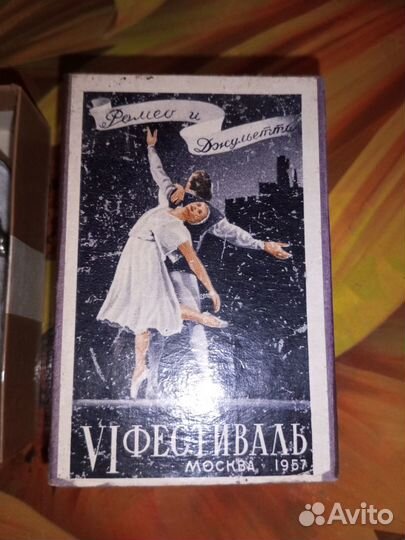 Ромео и
Джульетта
VI ФЕСТИВАЛЬ
МОСКВА 1957
Avito